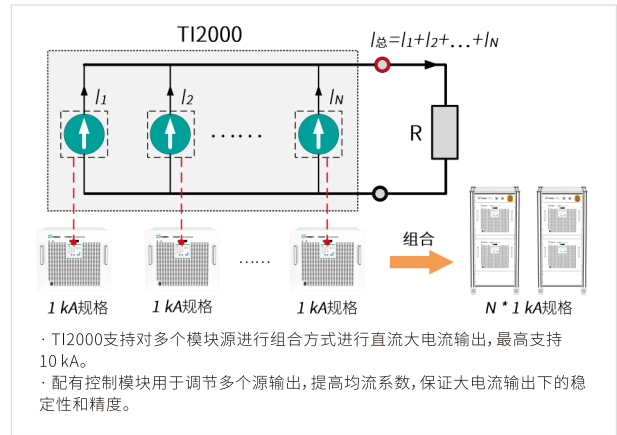 TI2000
I总=I1+I2+...+IN
I1
I2
IN
......
R
......
组合
1 kA规格
1 kA规格
1 kA规格
N * 1 kA规格
· TI2000支持对多个模块源进行组合方式进行直流大电流输出,最高支持
10 kA。
· 配有控制模块用于调节多个源输出,提高均流系数,保证大电流输出下的稳
定性和精度。